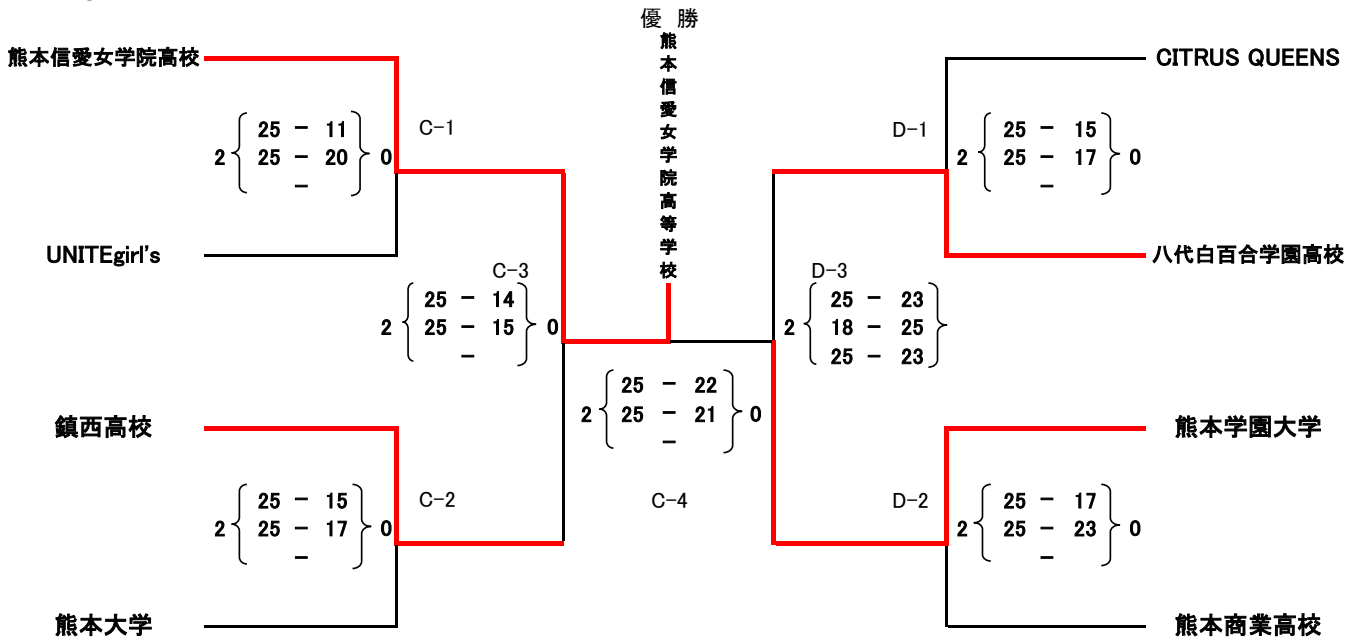 優 勝
熊本信愛女学院高等学校
熊本信愛女学院高校
CITRUS QUEENS
C-1
2 25 - 11 0
25 - 20
-
D-1
2 25 - 15 0
25 - 17
-
UNITEgirl's
八代白百合学園高校
C-3
2 25 - 14 0
25 - 15
-
D-3
25 - 23
2 18 - 25
25 - 23
25 - 22
2 25 - 21 0
-
C-4
鎮西高校
熊本学園大学
C-2
25 - 15
2 25 - 17 0
-
D-2
25 - 17
2 25 - 23 0
-
熊本大学
熊本商業高校